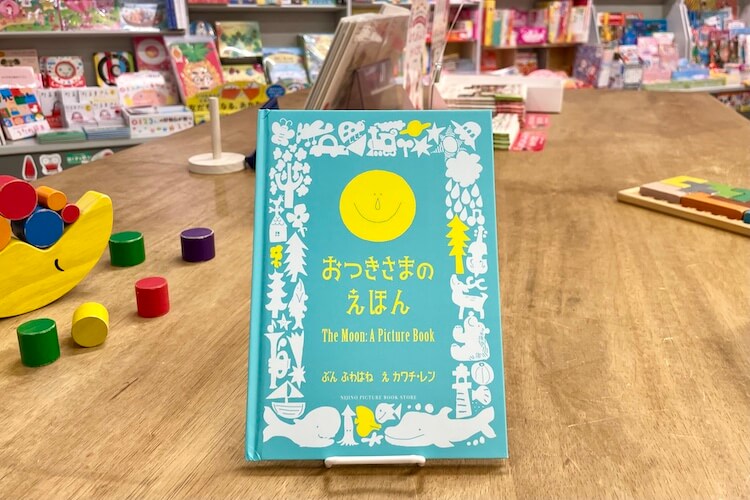 おつきさまの
えほん
The Moon: A Picture Book
ぶん ふわはね え カワチ・レン
NIJINO PICTURE BOOK STORE